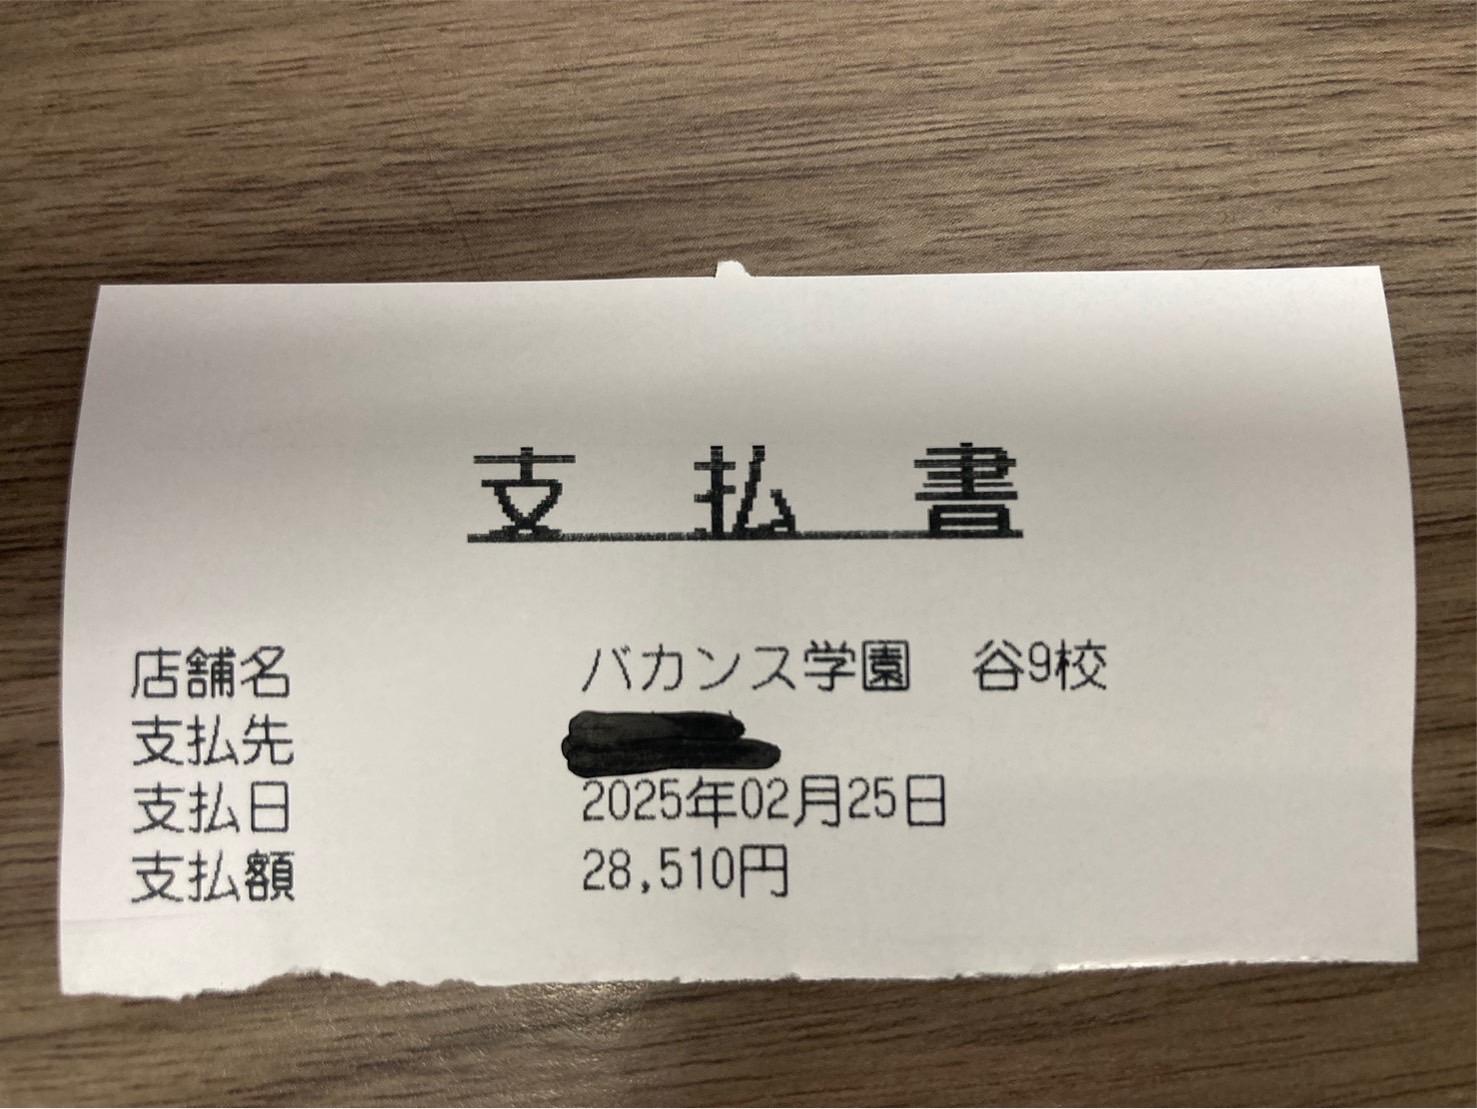 支払書
店舗名 バカンス学園 谷9校
支払先
支払日 2025年02月25日
支払額 28,510円